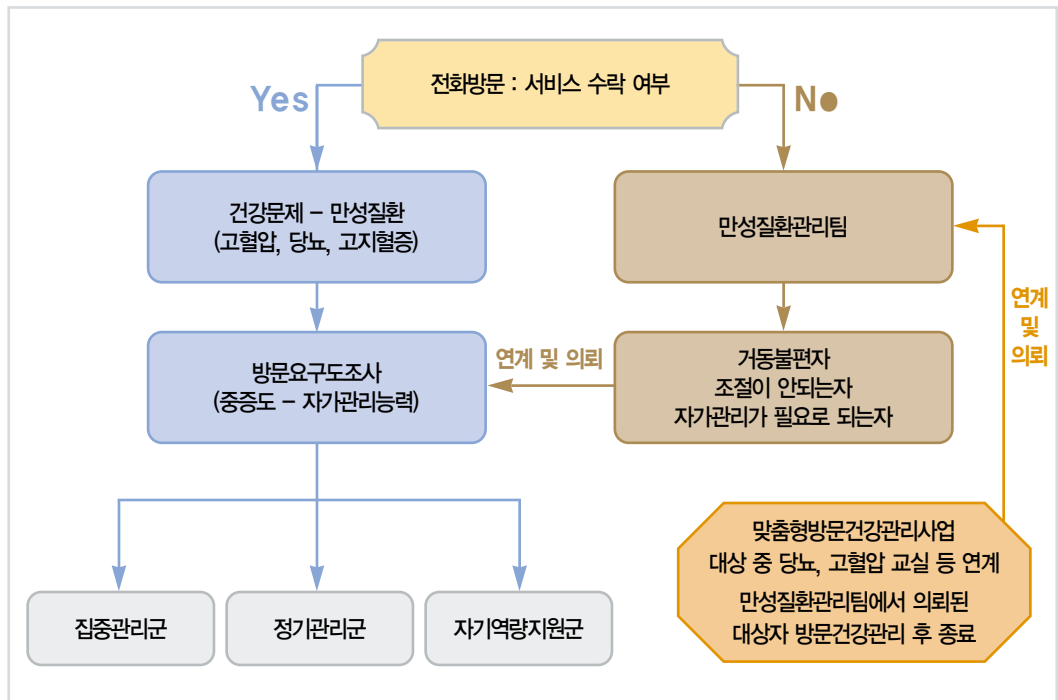 전화방문 : 서비스 수락 여부
Yes
No
건강문제 – 만성질환
(고혈압, 당뇨, 고지혈증)
만성질환관리팀
연계
및
의뢰
방문요구도조사
(중증도 – 자가관리능력)
연계 및 의뢰
거동불편자
조절이 안되는자
자가관리가 필요로 되는자
맞춤형방문건강관리사업
대상 중 당뇨, 고혈압 교실 등 연계
만성질환관리팀에서 의뢰된
대상자 방문건강관리 후 종료
집중관리군
정기관리군
자기역량지원군